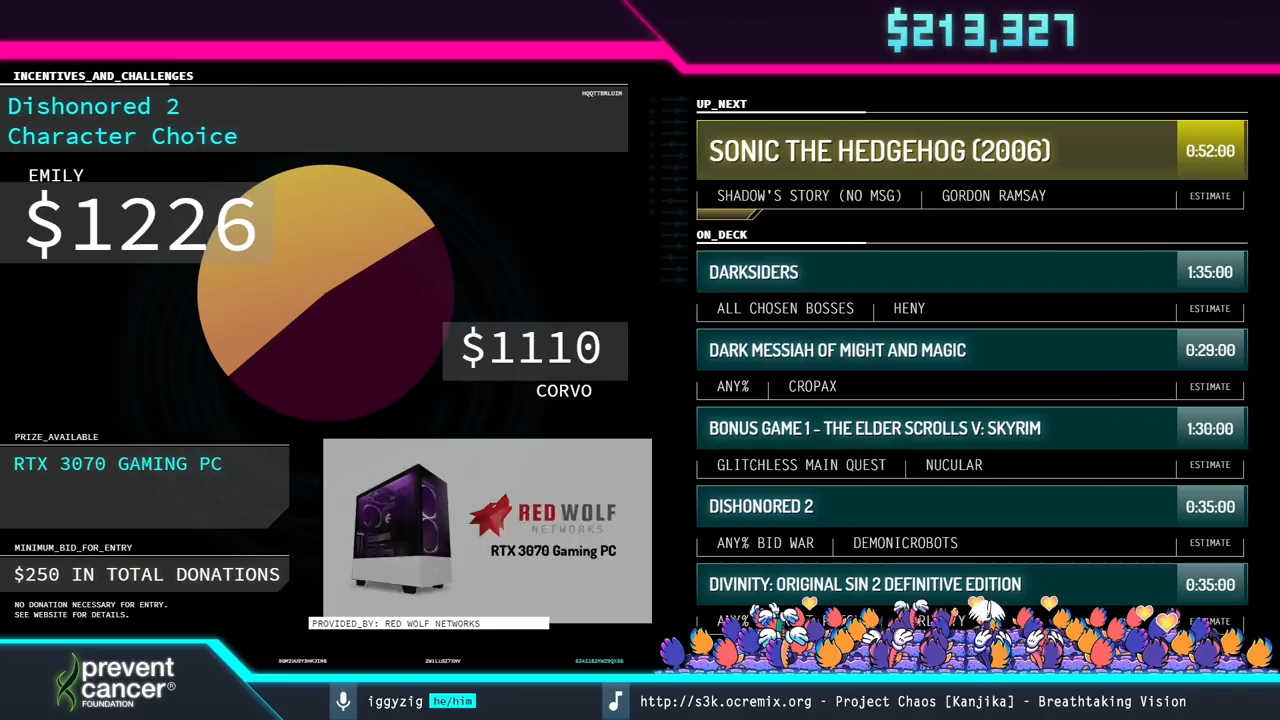 $213,327
INCENTIVES_AND_CHALLENGES
Dishonored 2
Character Choice
EMILY
$1226
$1110
CORVO
PRIZE_AVAILABLE
RTX 3070 GAMING PC
MINIMUM_BID_FOR_ENTRY
$250 IN TOTAL DONATIONS
NO DONATION NECESSARY FOR ENTRY.
SEE WEBSITE FOR DETAILS.
RED WOLF
NETWORKS
RTX 3070 Gaming PC
PROVIDED_BY: RED WOLF NETWORKS
UP_NEXT
SONIC THE HEDGEHOG (2006) 0:52:00
SHADOW'S STORY (NO MSG) GORDON RAMSAY ESTIMATE
ON_DECK
DARKSIDERS 1:35:00
ALL CHOSEN BOSSES HENY ESTIMATE
DARK MESSIAH OF MIGHT AND MAGIC 0:29:00
ANY% CROPAX ESTIMATE
BONUS GAME 1 - THE ELDER SCROLLS V: SKYRIM 1:30:00
GLITCHLESS MAIN QUEST NUCULAR ESTIMATE
DISHONORED 2 0:35:00
ANY% BID WAR DEMONICROBOTS ESTIMATE
DIVINITY: ORIGINAL SIN 2 DEFINITIVE EDITION 0:35:00
ESTIMATE
prevent
cancer®
FOUNDATION
iggyzig he/him
http://s3k.ocremix.org - Project Chaos [Kanjika] - Breathtaking Vision